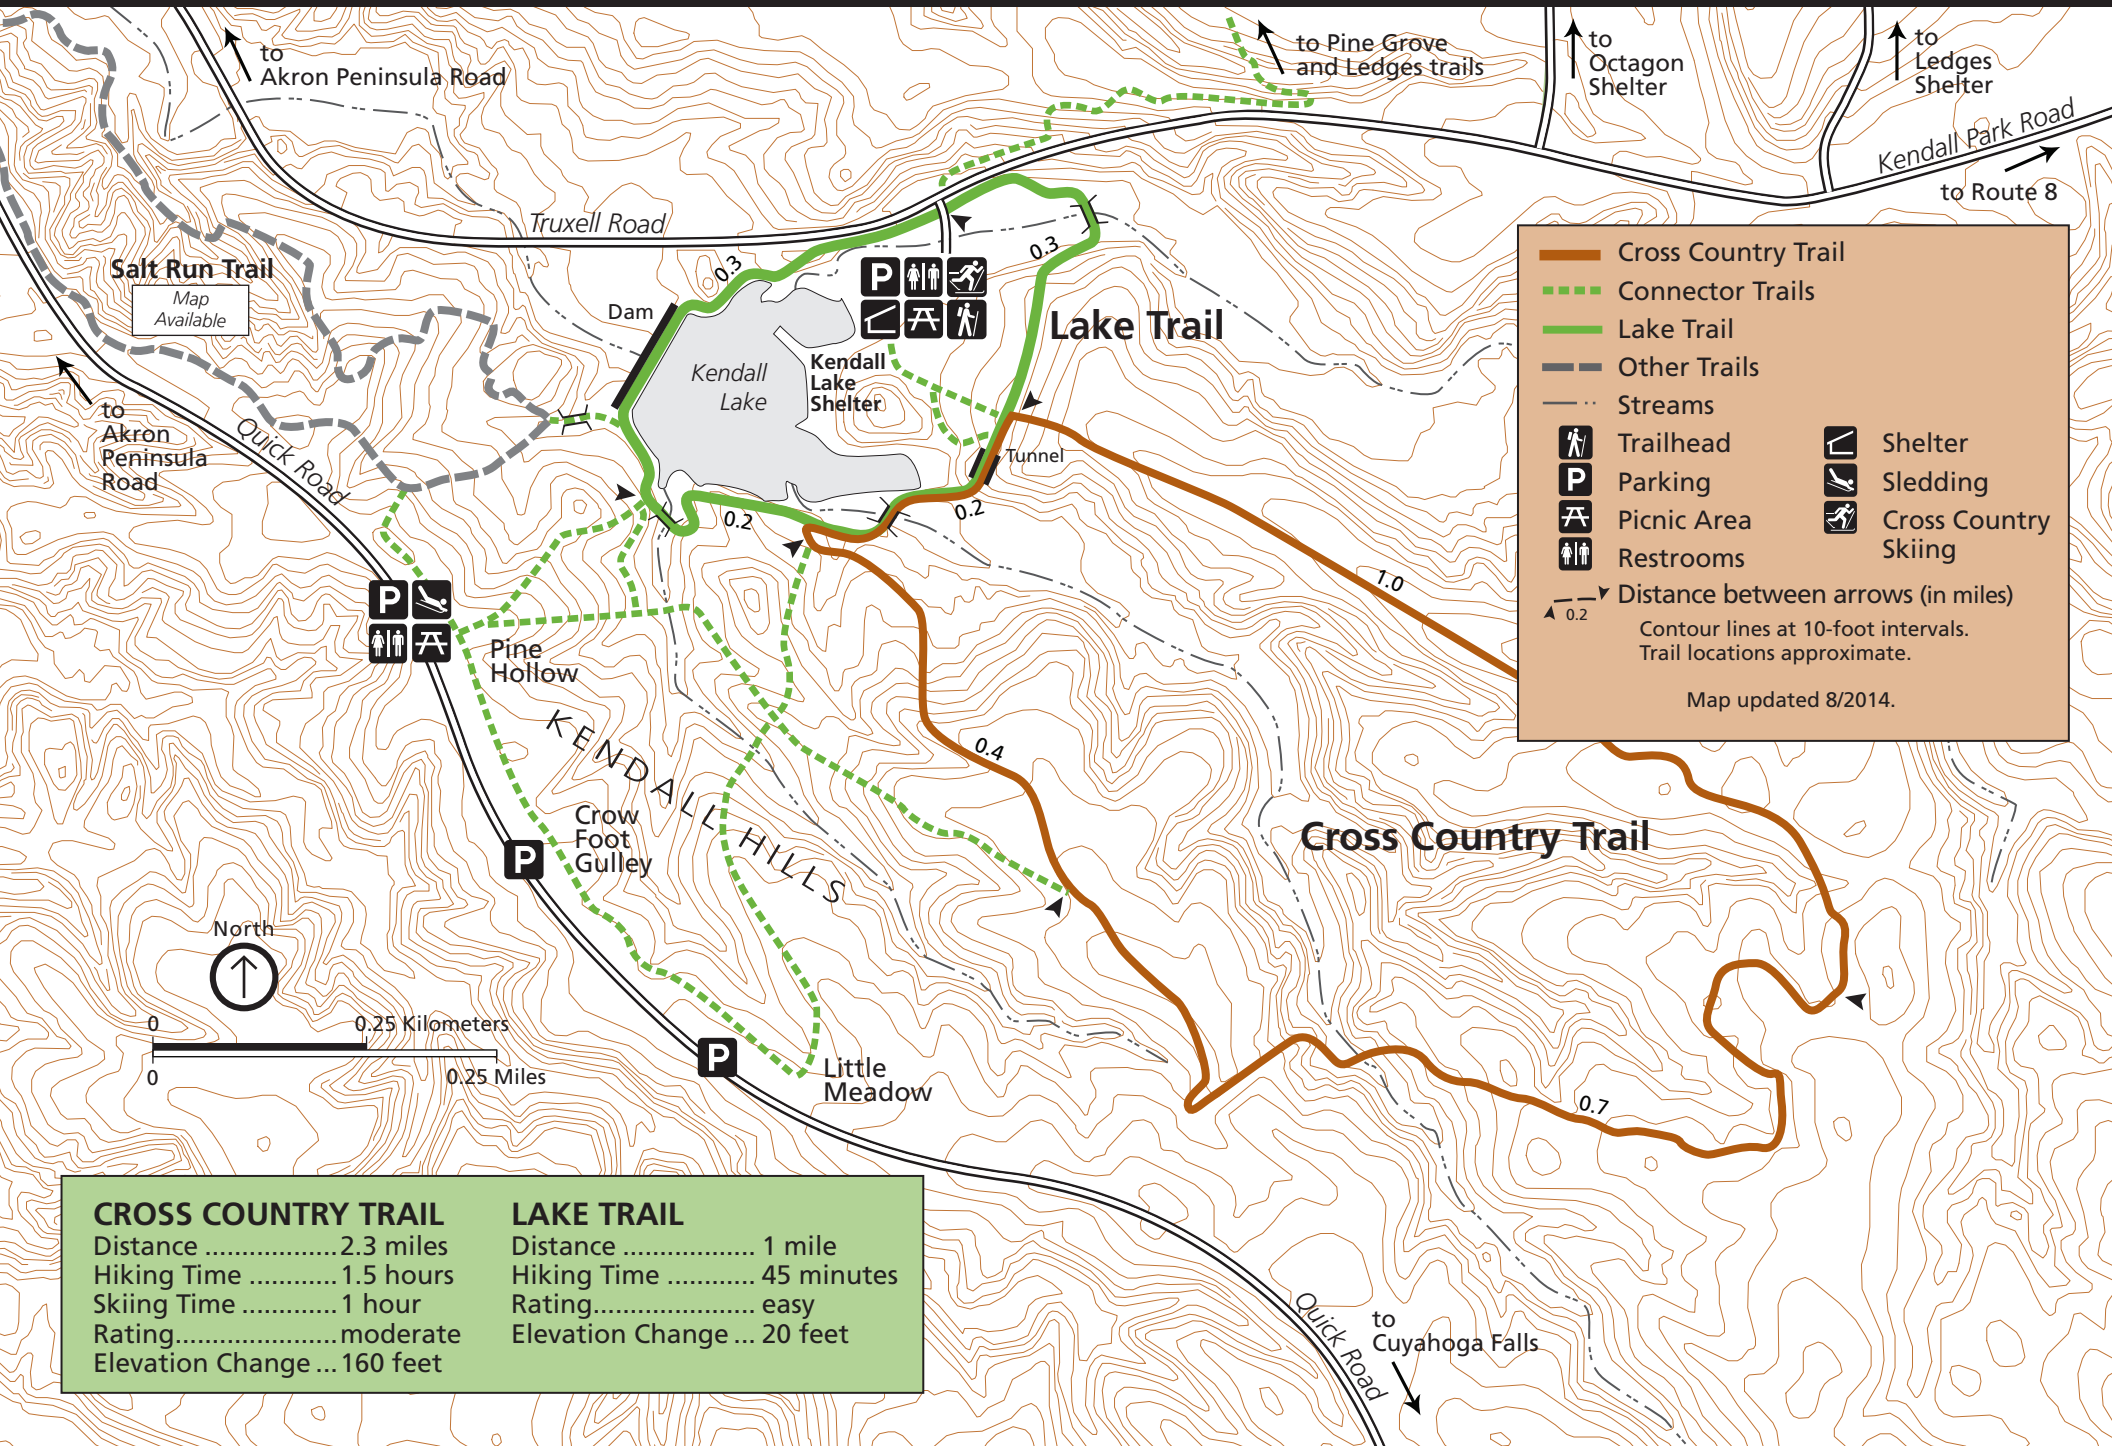 to
Akron Peninsula Road
to Pine Grove
and Ledges trails
to
Octagon
Shelter
to
Ledges
Shelter
Kendall Park Road
to Route 8
Truxell Road
0.3
0.3
Salt Run Trail
Map
Available
Dam
Lake Trail
Kendall
Lake
Kendall
Lake
Shelter
P
to
Akron
Peninsula
Road
Quick Road
Tunnel
0.2
0.2
1.0
P
Pine
Hollow
KENDALL HILLS
0.4
Crow
Foot
Gulley
P
Cross Country Trail
North
0
0.25 Kilometers
0
0.25 Miles
P
Little
Meadow
0.7
Quick Road
to
Cuyahoga Falls
Cross Country Trail
Connector Trails
Lake Trail
Other Trails
Streams
Trailhead
P Parking
Picnic Area
Restrooms
Shelter
Sledding
Cross Country
Skiing
0.2
Distance between arrows (in miles)
Contour lines at 10-foot intervals.
Trail locations approximate.
Map updated 8/2014.
CROSS COUNTRY TRAIL
Distance ..................2.3 miles
Hiking Time ............1.5 hours
Skiing Time .............1 hour
Rating......................moderate
Elevation Change ...160 feet
LAKE TRAIL
Distance .................. 1 mile
Hiking Time ............ 45 minutes
Rating...................... easy
Elevation Change ... 20 feet